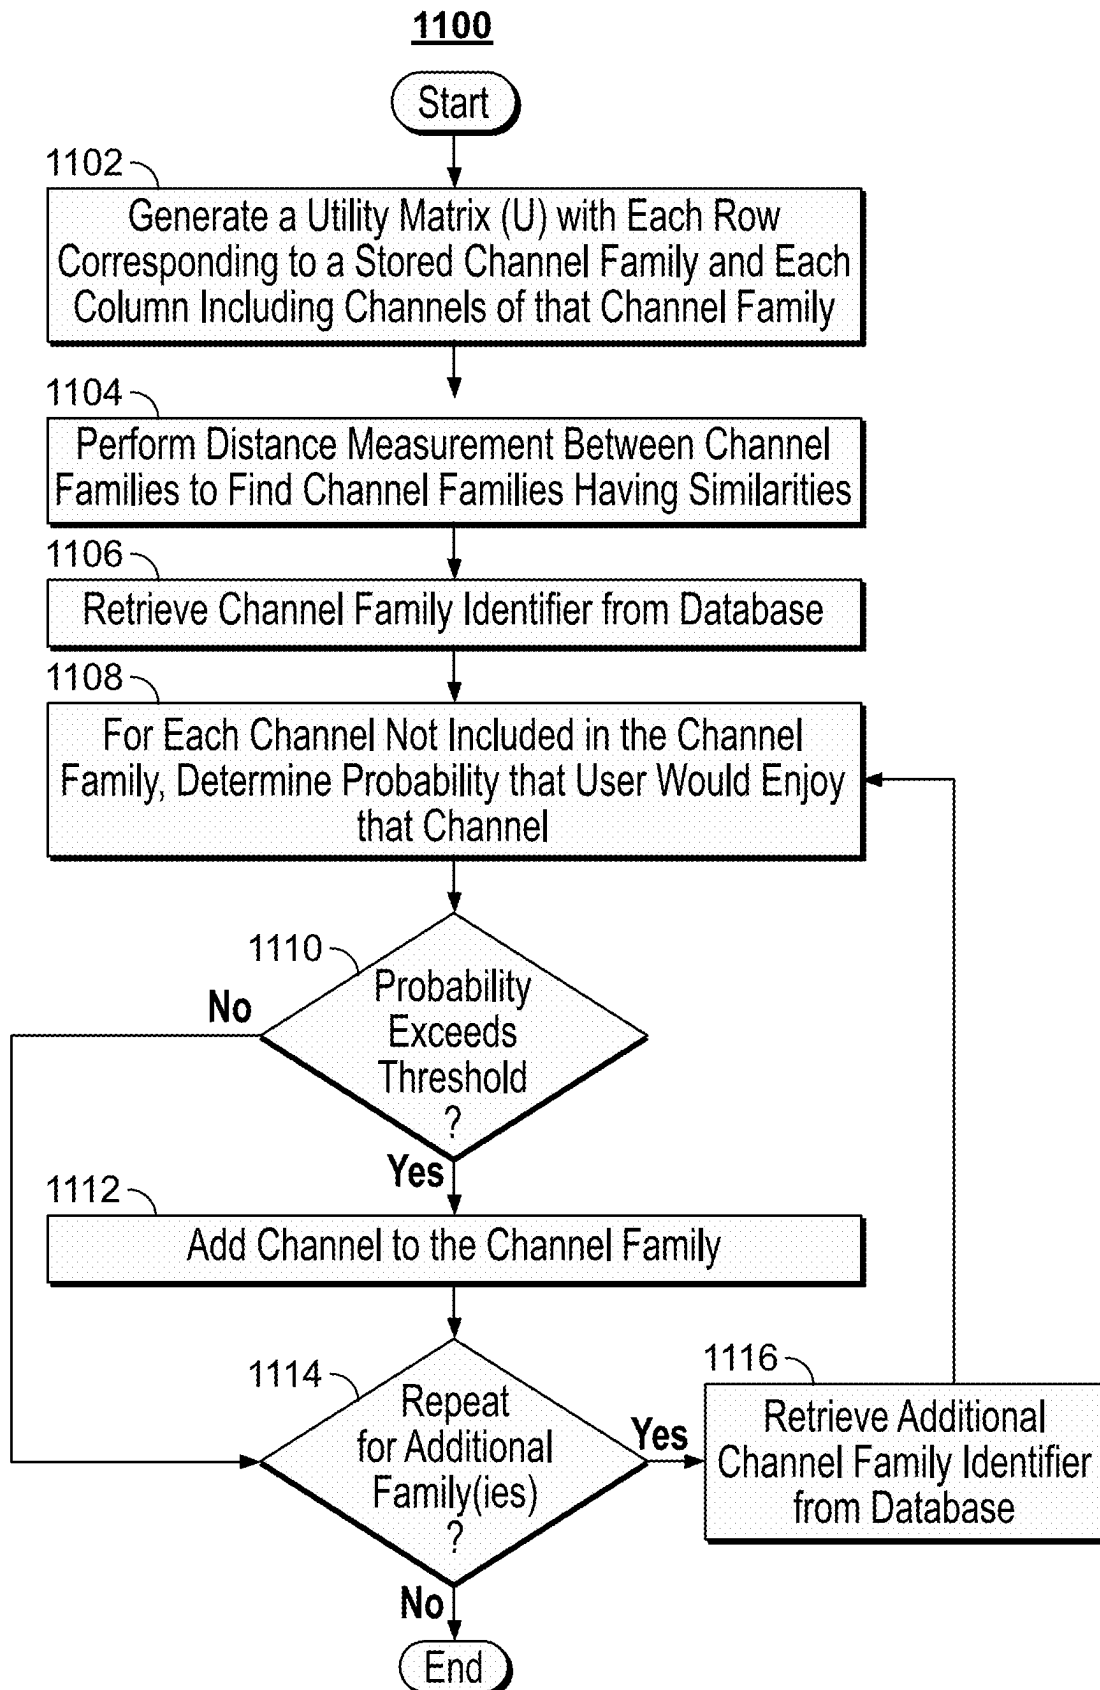 1100
Start
1102
Generate a Utility Matrix (U) with Each Row
Corresponding to a Stored Channel Family and Each
Column Including Channels of that Channel Family
1104
Perform Distance Measurement Between Channel
Families to Find Channel Families Having Similarities
1106
Retrieve Channel Family Identifier from Database
1108
For Each Channel Not Included in the Channel
Family, Determine Probability that User Would Enjoy
that Channel
1110
Probability
Exceeds
Threshold
?
No
Yes
1112
Add Channel to the Channel Family
1114
Repeat
for Additional
Family(ies)
?
Yes
1116
Retrieve Additional
Channel Family Identifier
from Database
No
End